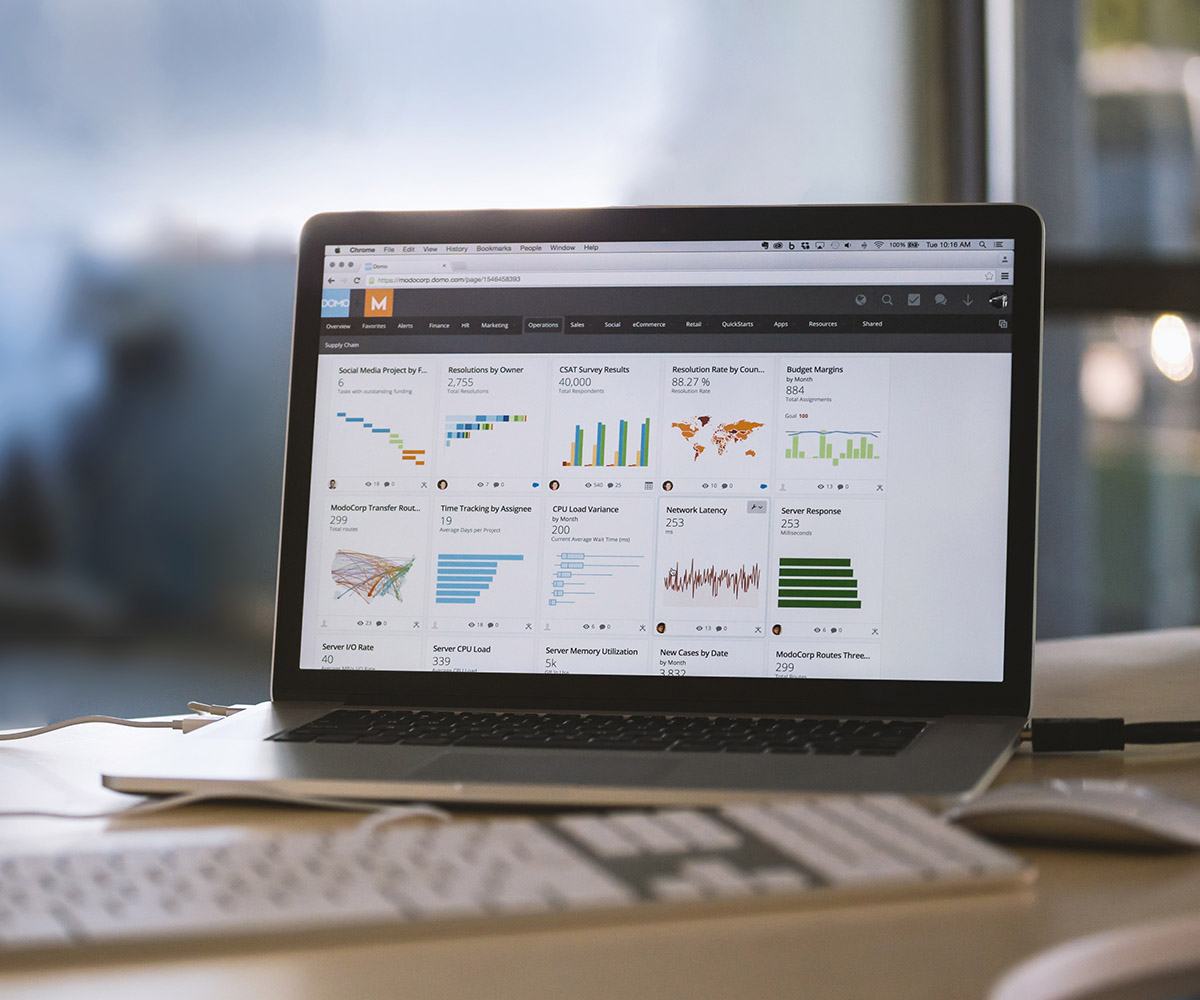 Chrome File Edit View History Bookmarks People Window Help 100% Tue 10:16 AM
Domo
https://modocorp.domo.com/page/1546458393
DOMO M
Overview Favorites Alerts Finance HR Marketing Operations Sales Social eCommerce Retail QuickStarts Apps Resources Shared
Supply Chain
Social Media Project by F...
6
Tasks with outstanding funding
18 0
Resolutions by Owner
2,755
Total Resolutions
7 0
CSAT Survey Results
40,000
Total Respondents
540 25
Resolution Rate by Coun...
88.27 %
Resolution Rate
10 0
Budget Margins
by Month
884
Total Assignments
Goal 100
13 0
ModoCorp Transfer Rout...
299
Total routes
23 0
Time Tracking by Assignee
19
Average Days per Project
18 0
CPU Load Variance
by Month
200
Current Average Wait Time (ms)
6 0
Network Latency
253
ms
13 0
Server Response
253
Milliseconds
6 0
Server I/O Rate
40
Server CPU Load
339
Average CPU Load
Server Memory Utilization
5k
New Cases by Date
by Month
3,832
ModoCorp Routes Three...
299
Total Routes